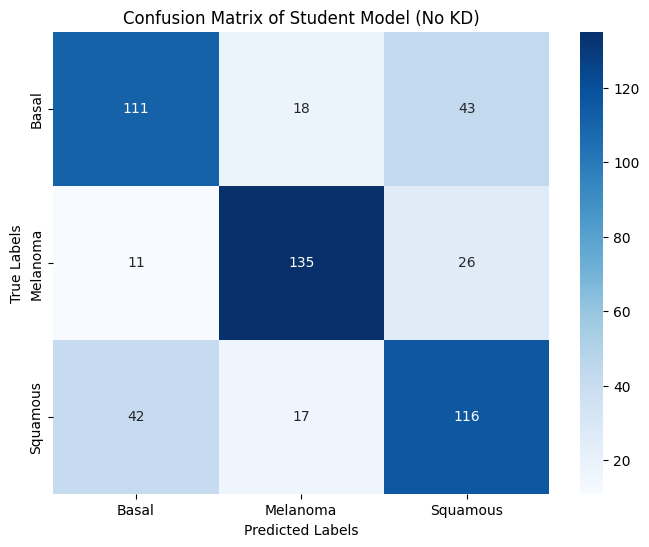 Confusion Matrix of Student Model (No KD)
True Labels
Basal
111 18 43
Melanoma
11 135 26
Squamous
42 17 116
Basal Melanoma Squamous
Predicted Labels
120
100
80
60
40
20